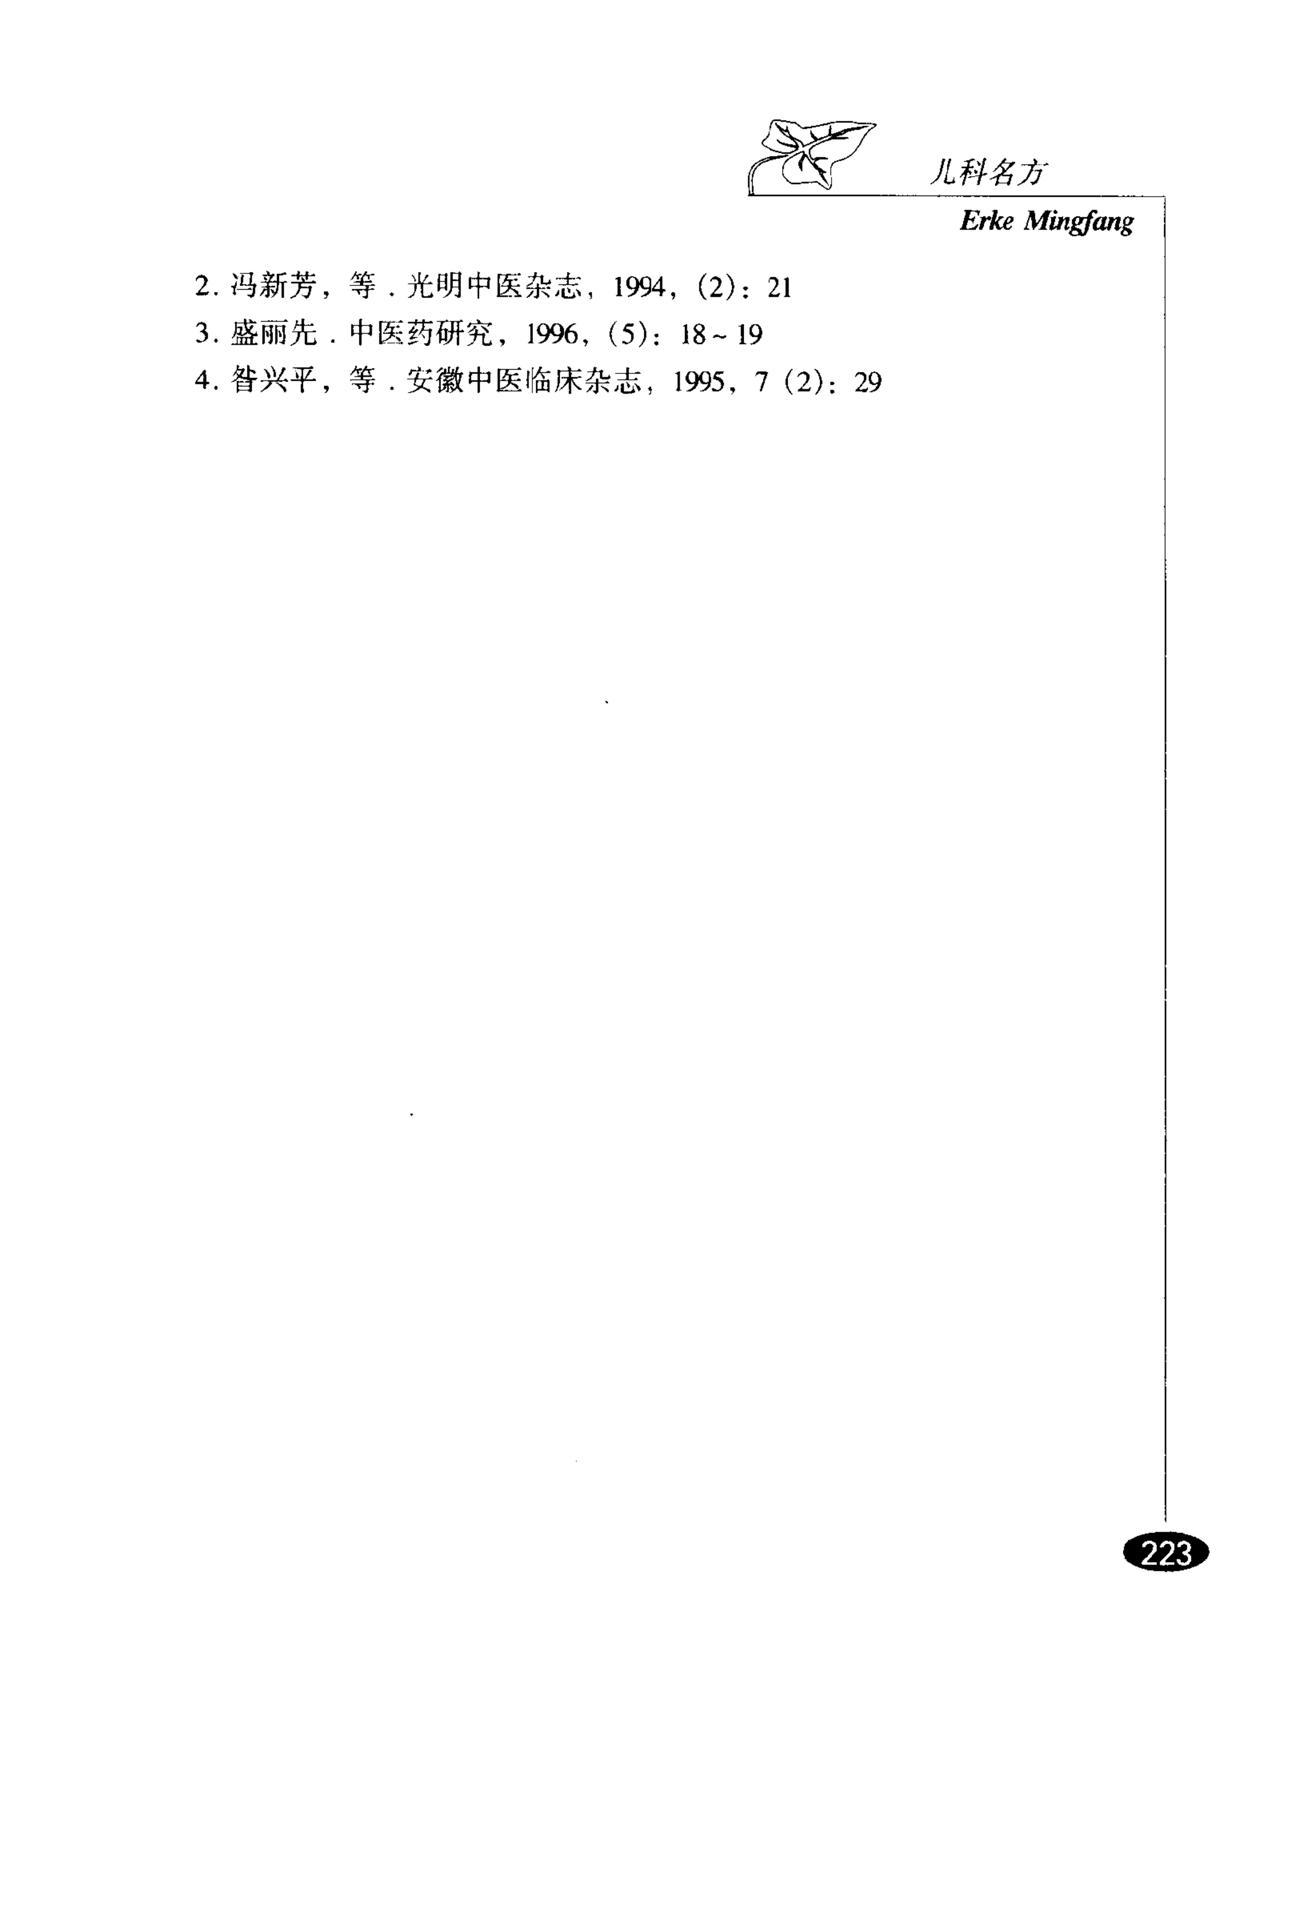 儿科名方
Erke Mingfang
2. 冯新芳，等．光明中医杂志，1994，(2)：21
3. 盛丽先．中医药研究，1996，(5)：18～19
4. 昝兴平，等．安徽中医临床杂志，1995，7 (2)：29
223